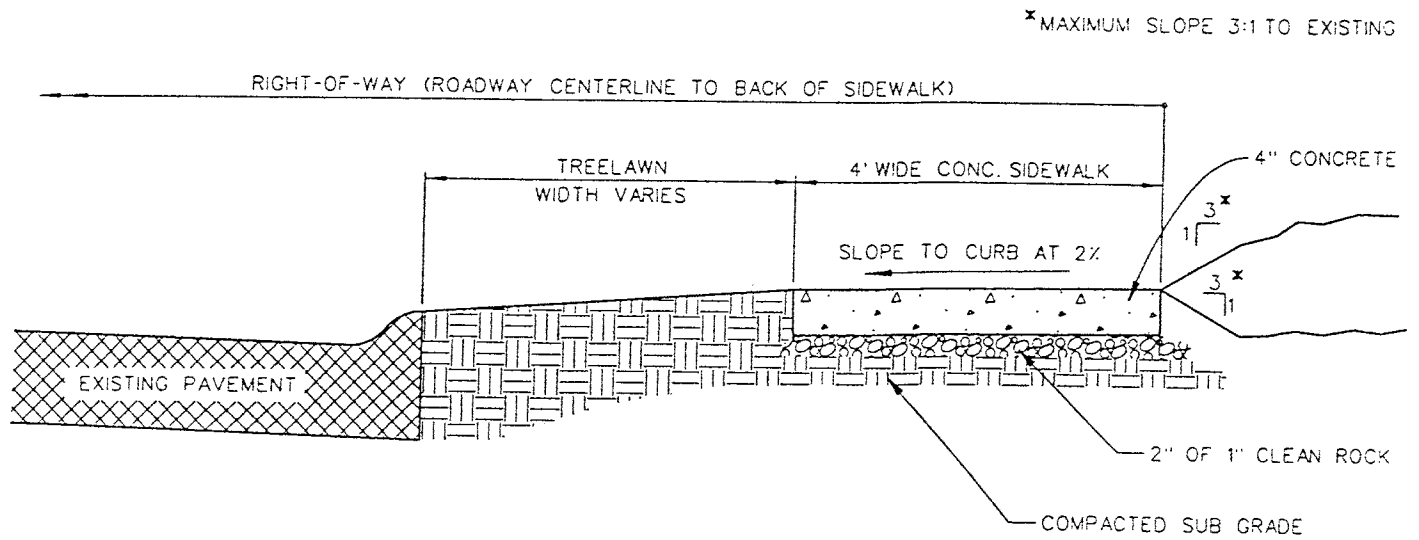 *MAXIMUM SLOPE 3:1 TO EXISTING
RIGHT-OF-WAY (ROADWAY CENTERLINE TO BACK OF SIDEWALK)
TREELAWN
WIDTH VARIES
4' WIDE CONC. SIDEWALK
4" CONCRETE
3*
1
SLOPE TO CURB AT 2%
3*
1
EXISTING PAVEMENT
2" OF 1" CLEAN ROCK
COMPACTED SUB GRADE